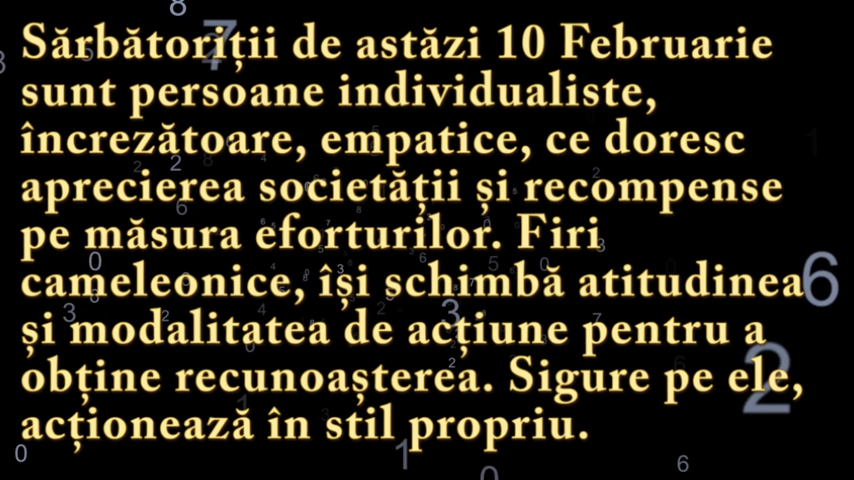 Sărbătoriții de astăzi 10 Februarie
sunt persoane individualiste,
încrezătoare, empatice, ce doresc
aprecierea societății și recompense
pe măsura eforturilor. Firi
cameleonice, își schimbă atitudinea
și modalitatea de acțiune pentru a
obține recunoașterea. Sigure pe ele,
acționează în stil propriu.